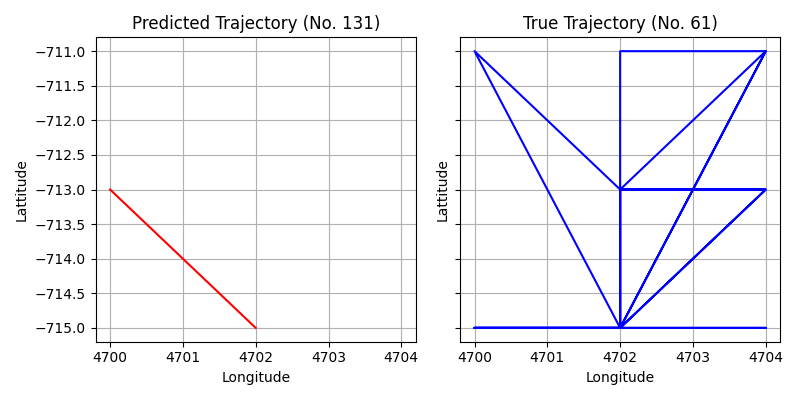 Predicted Trajectory (No. 131)
True Trajectory (No. 61)
−711.0
−711.5
−712.0
−712.5
−713.0
−713.5
−714.0
−714.5
−715.0
Lattitude
Lattitude
4700 4701 4702 4703 4704
4700 4701 4702 4703 4704
Longitude
Longitude